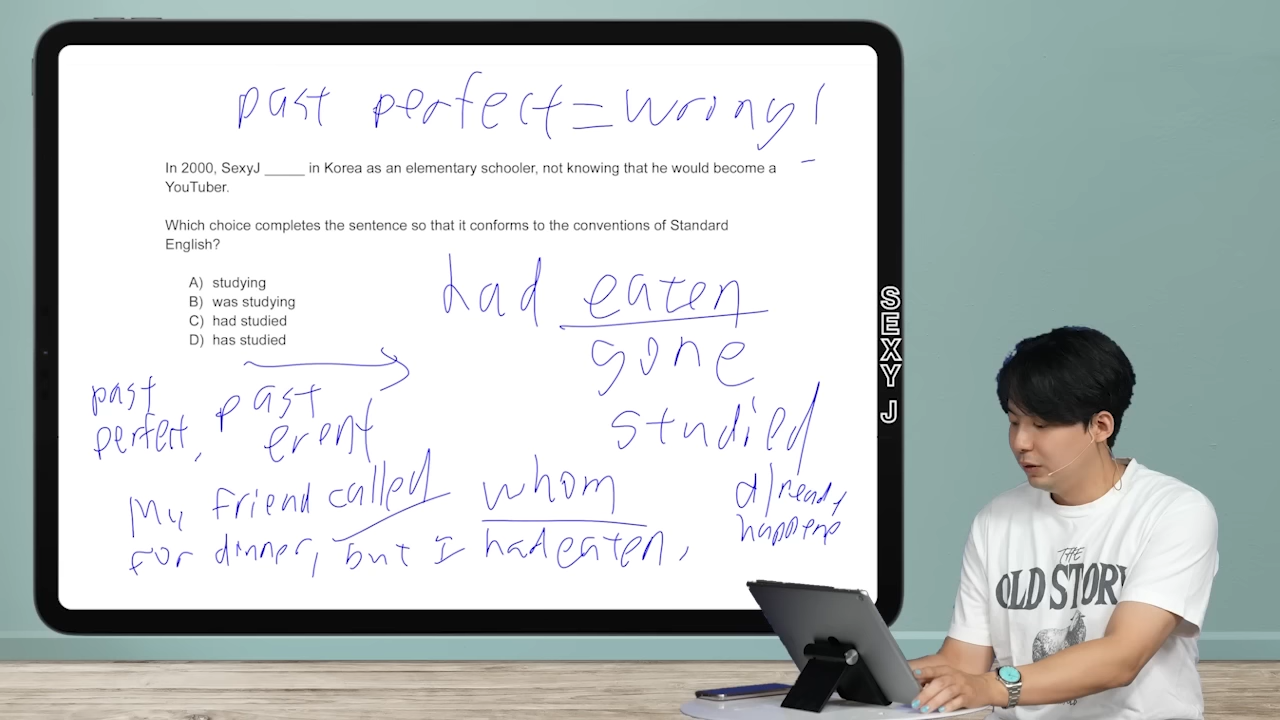 past perfect = wrong!
In 2000, SexyJ _____ in Korea as an elementary schooler, not knowing that he would become a
YouTuber.
Which choice completes the sentence so that it conforms to the conventions of Standard
English?
A) studying
B) was studying
C) had studied
D) has studied
had eaten
gone
studied
past
perfect,
past
event
My friend called
for dinner, but I had eaten,
whom
already
SEXY J
THE
OLD STORY